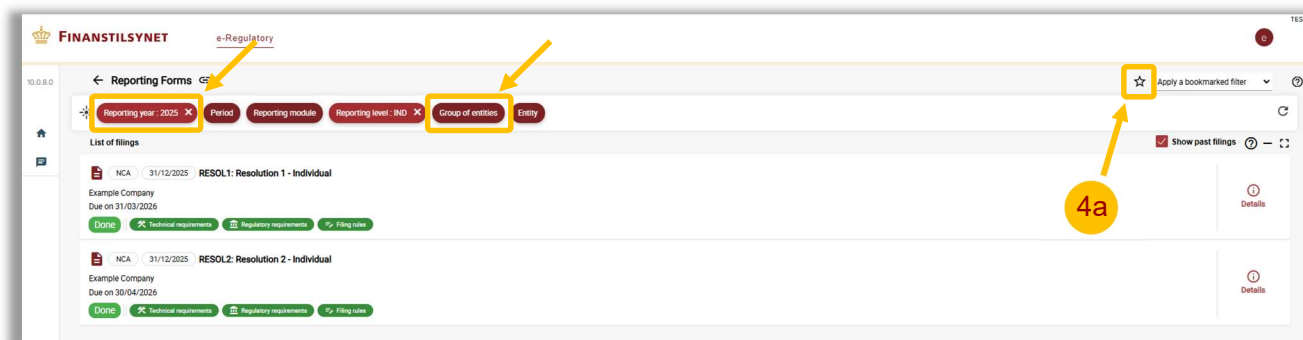 TES
FINANSTILSYNET
e-Regulatory
e
10.0.8.0
Reporting Forms
Apply a bookmarked filter
Reporting year : 2025 ×
Period
Reporting module
Reporting level : IND ×
Group of entities
Entity
List of filings
Show past filings
NCA 31/12/2025 RESOL1: Resolution 1 - Individual
Example Company
Due on 31/03/2026
Done Technical requirements Regulatory requirements Filing rules
Details
4a
NCA 31/12/2025 RESOL2: Resolution 2 - Individual
Example Company
Due on 30/04/2026
Done Technical requirements Regulatory requirements Filing rules
Details